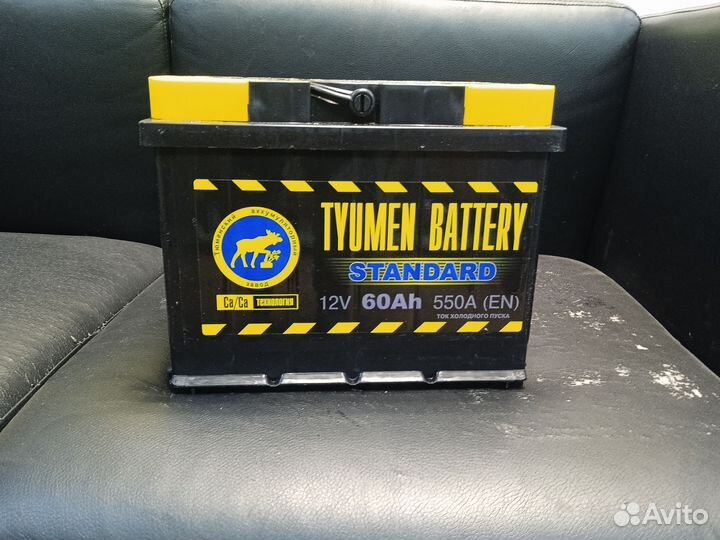 Тюменский аккумуляторный завод
TYUMEN BATTERY
STANDARD
Ca/Ca технология
12V 60Ah 550A (EN)
ТОК ХОЛОДНОГО ПУСКА
Avito